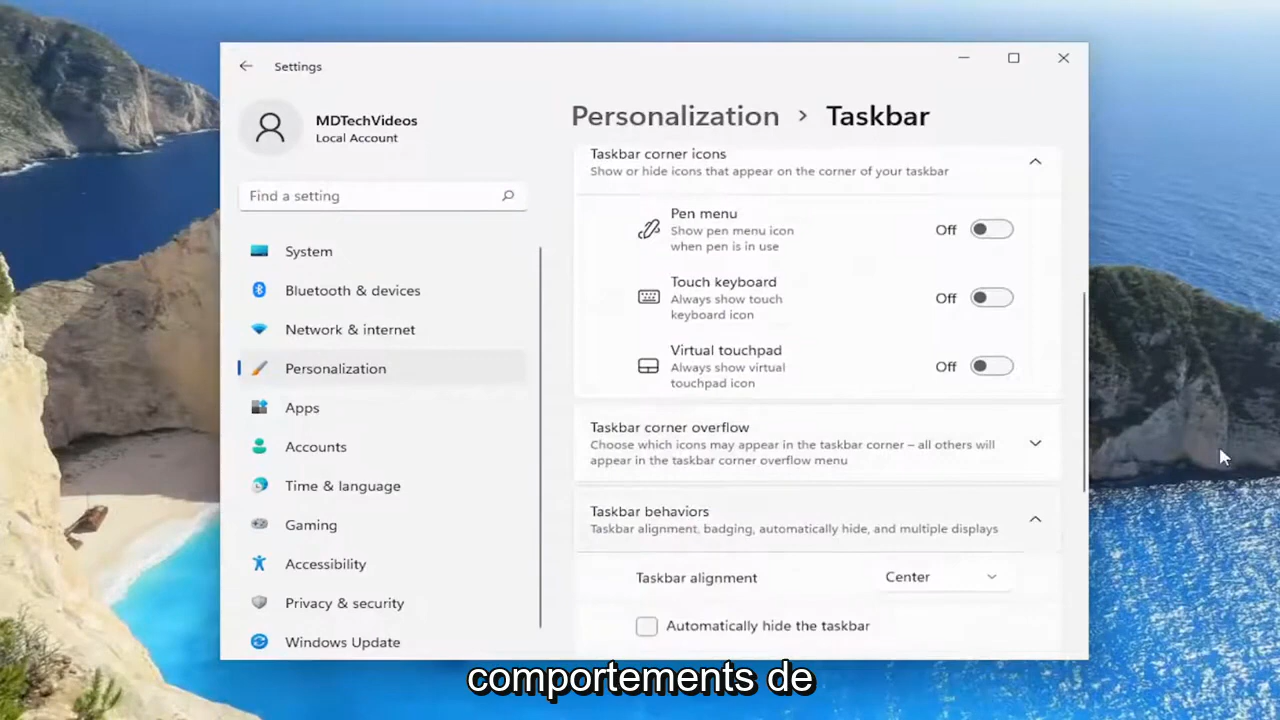 Settings
MDTechVideos
Local Account
Find a setting
System
Bluetooth & devices
Network & internet
Personalization
Apps
Accounts
Time & language
Gaming
Accessibility
Privacy & security
Windows Update
Personalization > Taskbar
Taskbar corner icons
Show or hide icons that appear on the corner of your taskbar
Pen menu
Show pen menu icon
when pen is in use
Off
Touch keyboard
Always show touch
keyboard icon
Off
Virtual touchpad
Always show virtual
touchpad icon
Off
Taskbar corner overflow
Choose which icons may appear in the taskbar corner – all others will
appear in the taskbar corner overflow menu
Taskbar behaviors
Taskbar alignment, badging, automatically hide, and multiple displays
Taskbar alignment
Center
Automatically hide the taskbar
comportements de